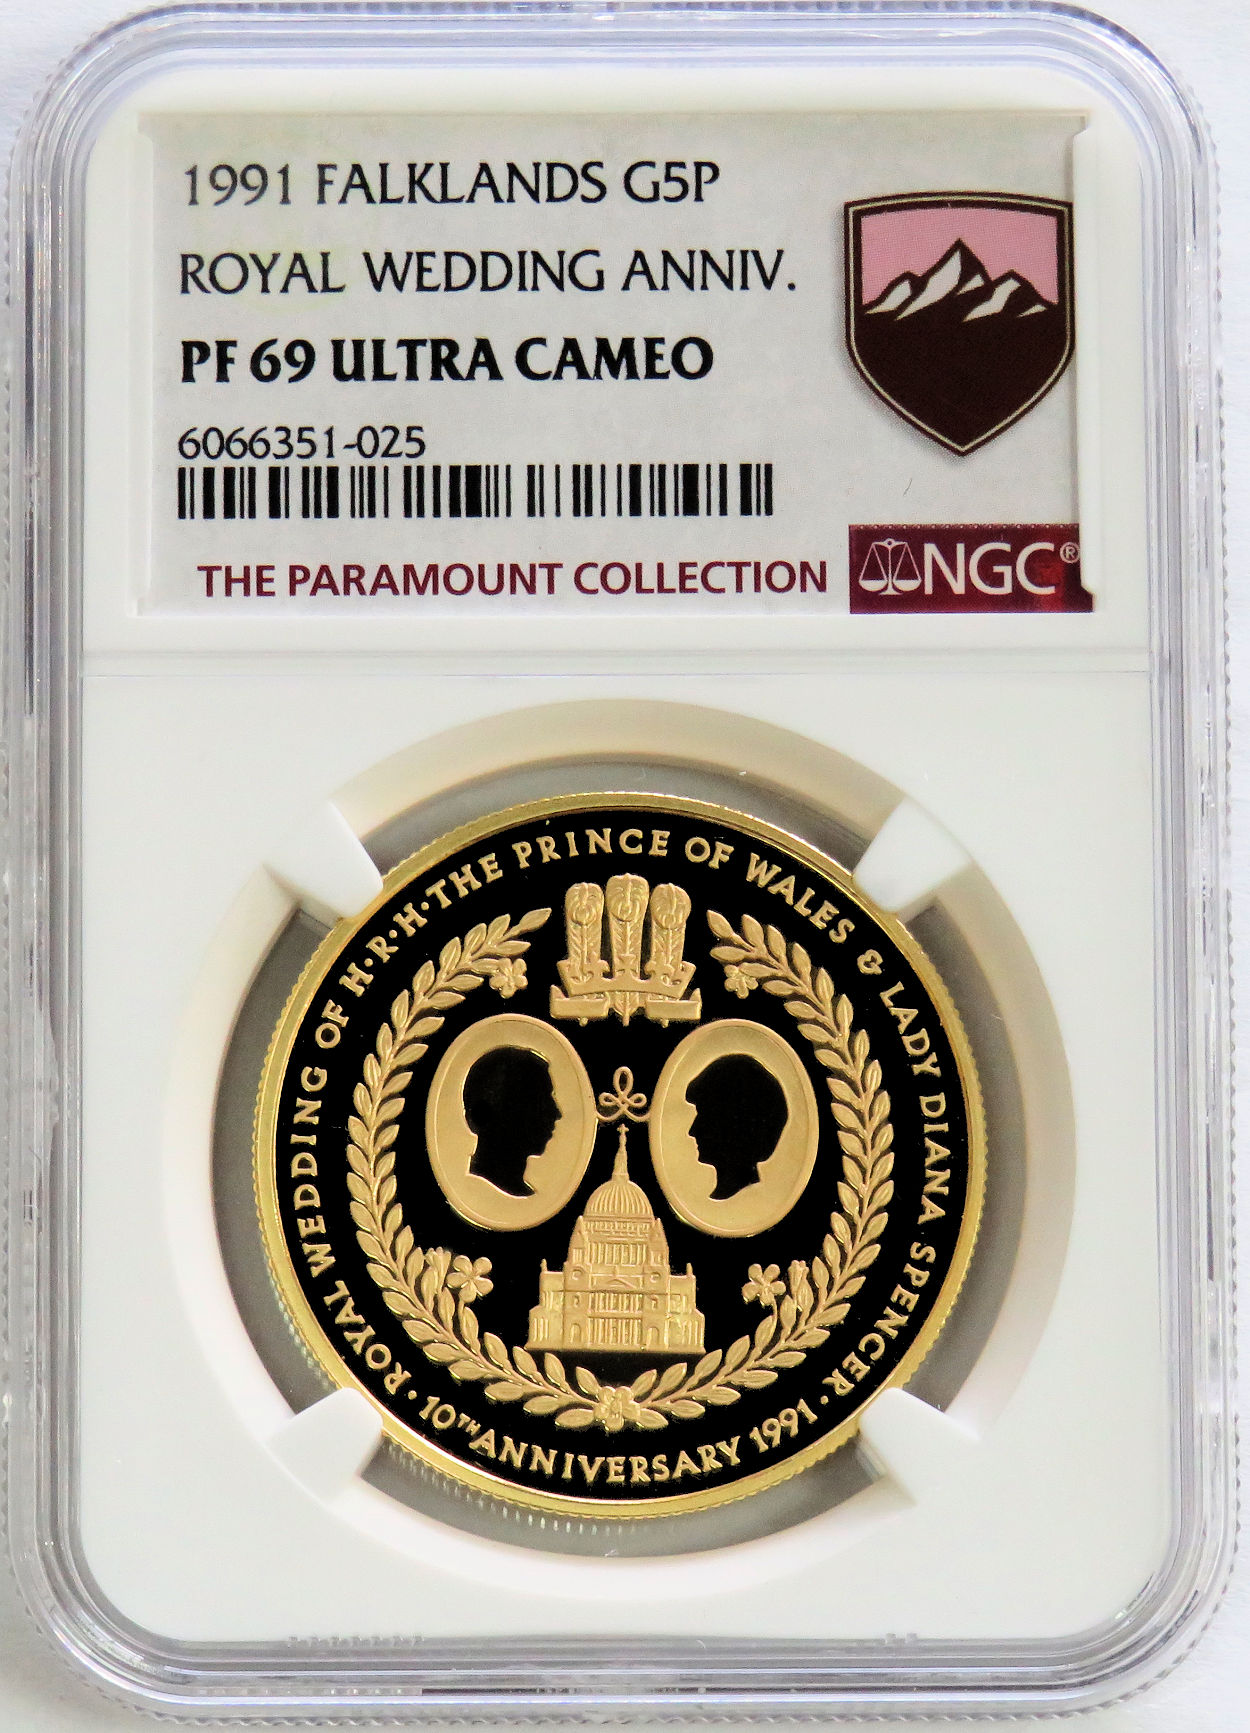 1991 FALKLANDS G5P
ROYAL WEDDING ANNIV.
PF 69 ULTRA CAMEO
6066351-025
THE PARAMOUNT COLLECTION
NGC®
ROYAL WEDDING OF H·R·H·THE PRINCE OF WALES & LADY DIANA SPENCER
· 10TH ANNIVERSARY 1991 ·